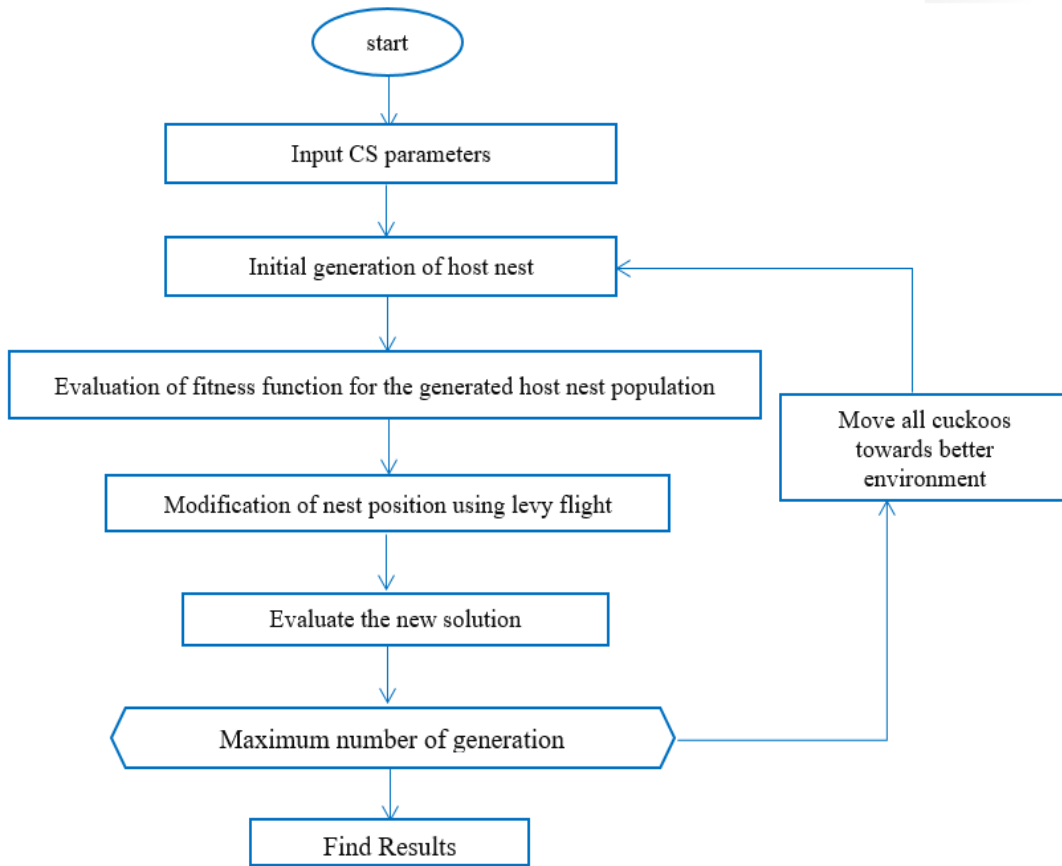 start
Input CS parameters
Initial generation of host nest
Evaluation of fitness function for the generated host nest population
Modification of nest position using levy flight
Evaluate the new solution
Maximum number of generation
Find Results
Move all cuckoos
towards better
environment